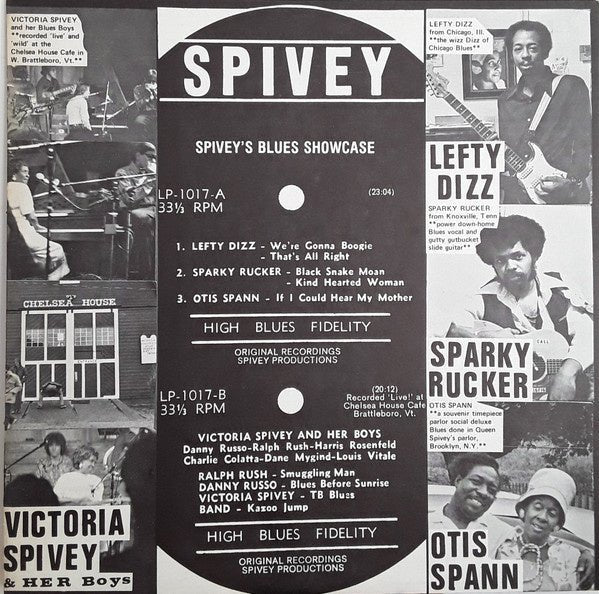 VICTORIA SPIVEY
and her Blues Boys
**recorded 'live' and
'wild' at the
Chelsea House Cafe in
W. Brattleboro, Vt.**
CHELSEA HOUSE
VICTORIA
SPIVEY
& HER Boys
SPIVEY
SPIVEY'S BLUES SHOWCASE
LP-1017-A
33⅓ RPM
(23:04)
1. LEFTY DIZZ - We're Gonna Boogie
- That's All Right
2. SPARKY RUCKER - Black Snake Moan
- Kind Hearted Woman
3. OTIS SPANN - If I Could Hear My Mother
HIGH BLUES FIDELITY
ORIGINAL RECORDINGS
SPIVEY PRODUCTIONS
LP-1017-B
33⅓ RPM
(20:12)
Recorded 'Live!' at
Chelsea House Cafe
Brattleboro, Vt.
VICTORIA SPIVEY AND HER BOYS
Danny Russo-Ralph Rush-Harris Rosenfeld
Charlie Colatta-Dane Mygind-Louis Vitale
RALPH RUSH - Smuggling Man
DANNY RUSSO - Blues Before Sunrise
VICTORIA SPIVEY - TB Blues
BAND - Kazoo Jump
HIGH BLUES FIDELITY
ORIGINAL RECORDINGS
SPIVEY PRODUCTIONS
LEFTY DIZZ
from Chicago, Ill.
**the wizz Dizz of
Chicago Blues**
LEFTY
DIZZ
SPARKY RUCKER
from Knoxville, Tenn
**power down-home
Blues vocal and
gutty gutbucket
slide guitar**
CALL
SPARKY
RUCKER
OTIS SPANN
**a souvenir timepiece
parlor social deluxe
Blues done in Queen
Spivey's parlor,
Brooklyn, N.Y.**
OTIS
SPANN